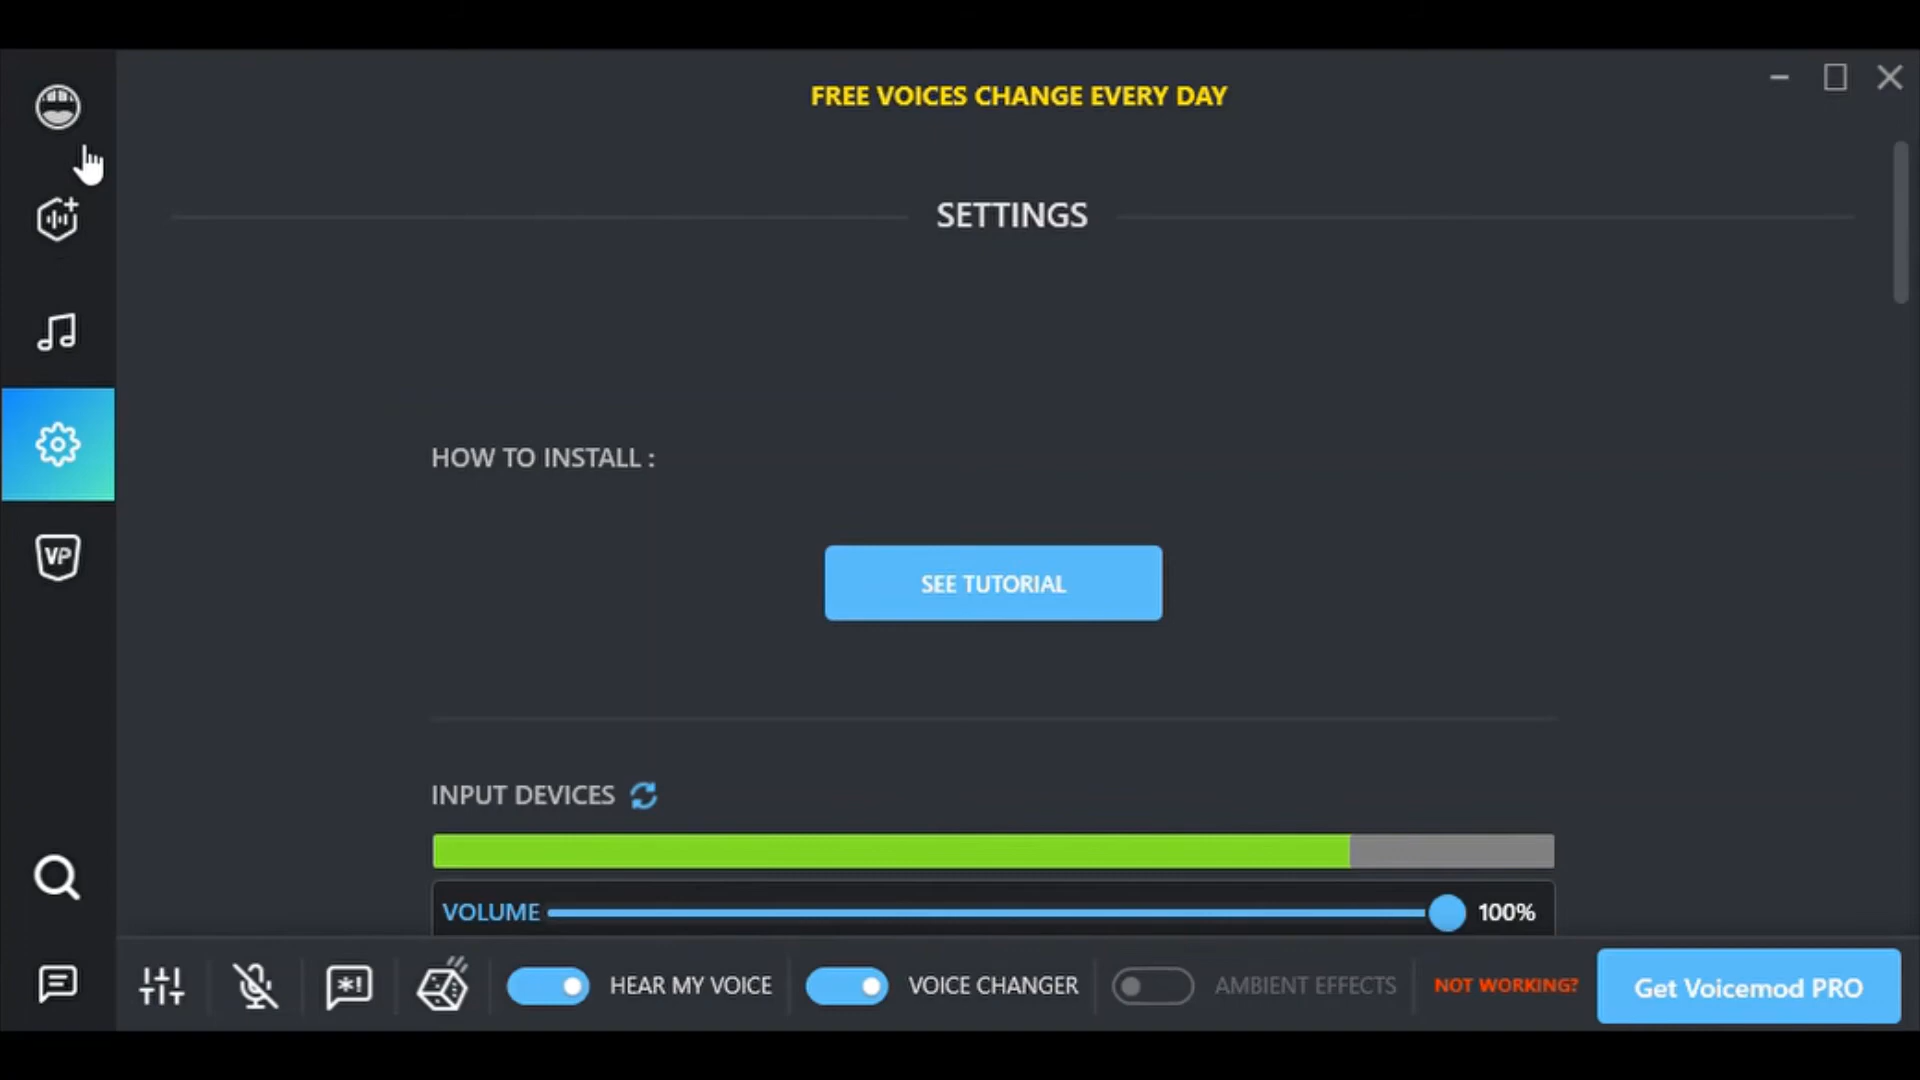 FREE VOICES CHANGE EVERY DAY
SETTINGS
HOW TO INSTALL :
VP
SEE TUTORIAL
INPUT DEVICES
VOLUME 100%
*! HEAR MY VOICE VOICE CHANGER AMBIENT EFFECTS NOT WORKING? Get Voicemod PRO